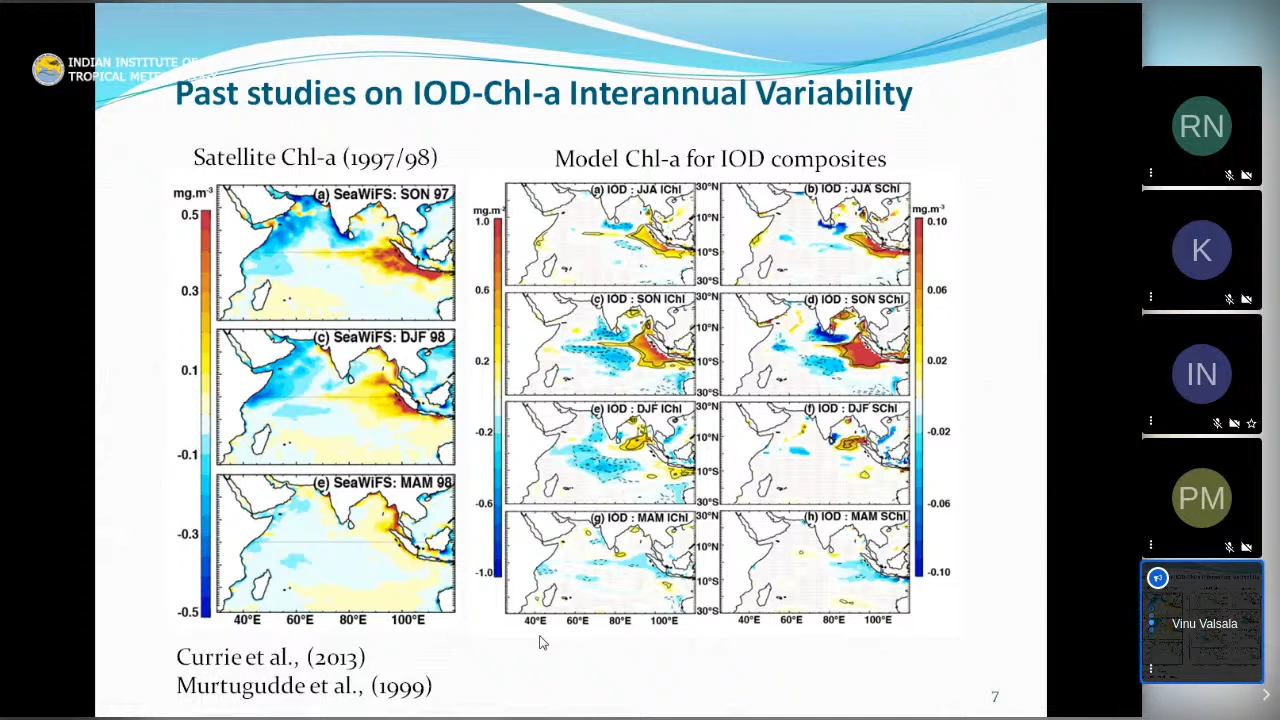 INDIAN INSTITUTE OF
TROPICAL METEOROLOGY
Past studies on IOD-Chl-a Interannual Variability
Satellite Chl-a (1997/98)
mg.m-3
0.5
0.3
0.1
-0.1
-0.3
-0.5
(a) SeaWiFS: SON 97
(c) SeaWiFS: DJF 98
(e) SeaWiFS: MAM 98
40°E 60°E 80°E 100°E
Model Chl-a for IOD composites
mg.m-2
1.0
0.6
0.2
-0.2
-0.6
-1.0
(a) IOD : JJA IChl
(b) IOD : JJA SChl
(c) IOD : SON IChl
(d) IOD : SON SChl
(e) IOD : DJF IChl
(f) IOD : DJF SChl
(g) IOD : MAM IChl
(h) IOD : MAM SChl
30°N
10°N
10°S
30°S
30°N
10°N
10°S
30°S
30°N
10°N
10°S
30°S
30°N
10°N
10°S
30°S
40°E 60°E 80°E 100°E
40°E 60°E 80°E 100°E
mg.m-3
0.10
0.06
0.02
-0.02
-0.06
-0.10
Currie et al., (2013)
Murtugudde et al., (1999)
7
RN
K
IN
PM
Vinu Valsala